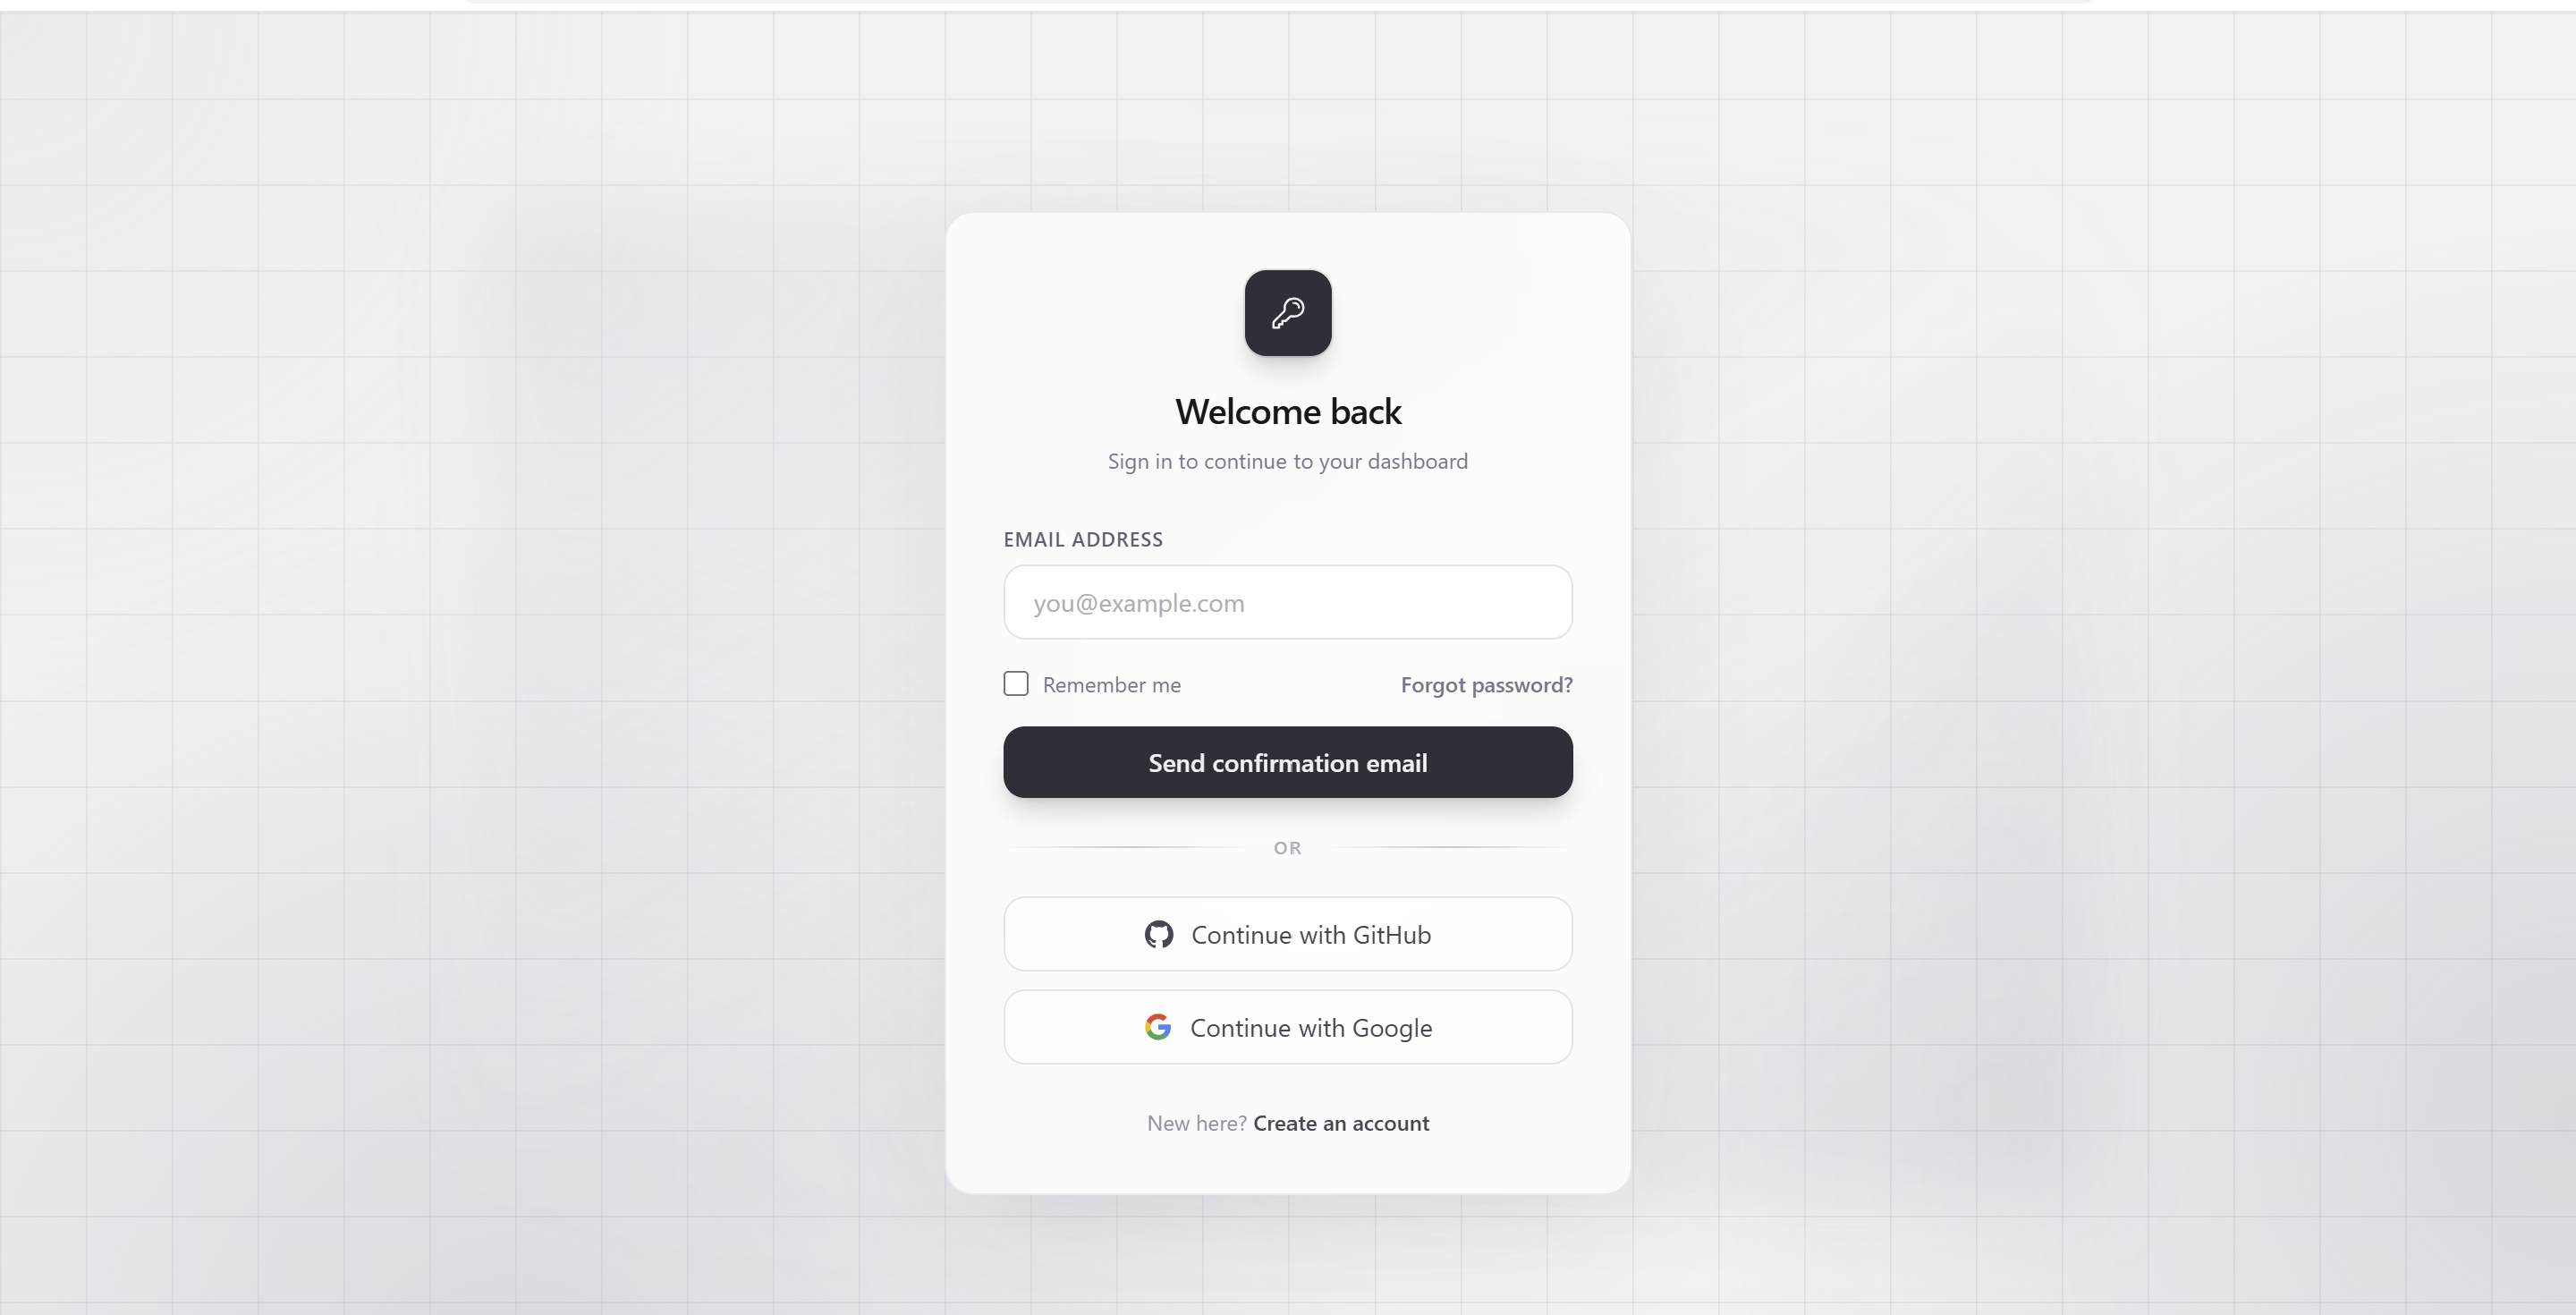 Welcome back
Sign in to continue to your dashboard
EMAIL ADDRESS
you@example.com
Remember me
Forgot password?
Send confirmation email
OR
Continue with GitHub
Continue with Google
New here? Create an account